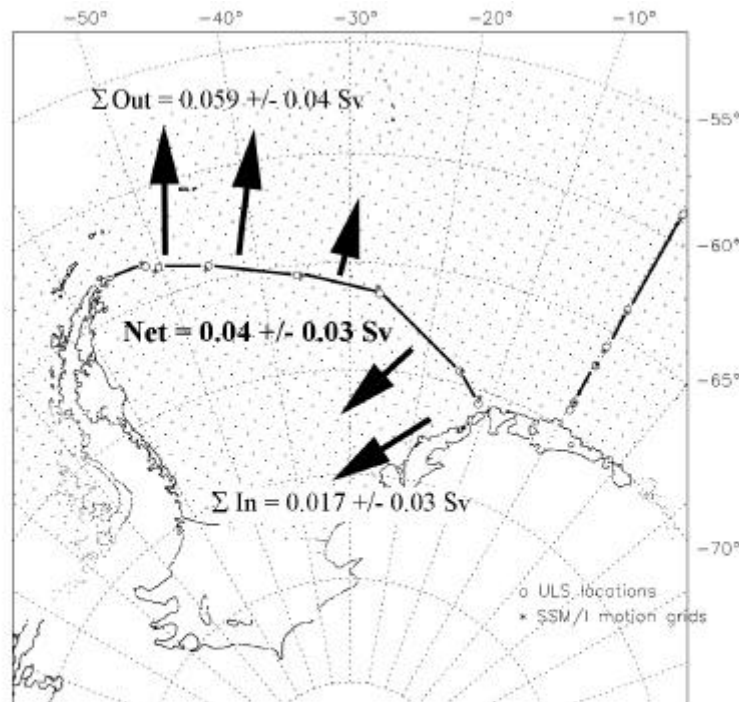 -50° -40° -30° -20° -10°
Σ Out = 0.059 +/- 0.04 Sv
-55°
-60°
Net = 0.04 +/- 0.03 Sv
-65°
Σ In = 0.017 +/- 0.03 Sv
-70°
o ULS locations
* SSM/I motion grids